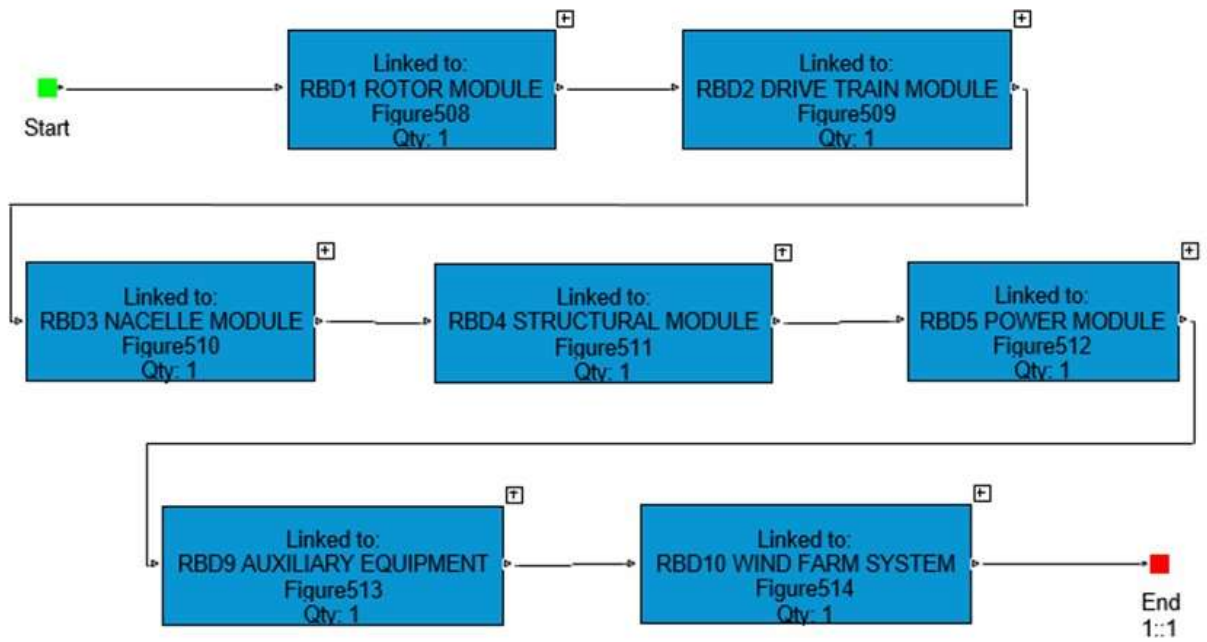 Start
Linked to:
RBD1 ROTOR MODULE
Figure508
Qty: 1
Linked to:
RBD2 DRIVE TRAIN MODULE
Figure509
Qty: 1
Linked to:
RBD3 NACELLE MODULE
Figure510
Qty: 1
Linked to:
RBD4 STRUCTURAL MODULE
Figure511
Qty: 1
Linked to:
RBD5 POWER MODULE
Figure512
Qty: 1
Linked to:
RBD9 AUXILIARY EQUIPMENT
Figure513
Qty: 1
Linked to:
RBD10 WIND FARM SYSTEM
Figure514
Qty: 1
End
1::1